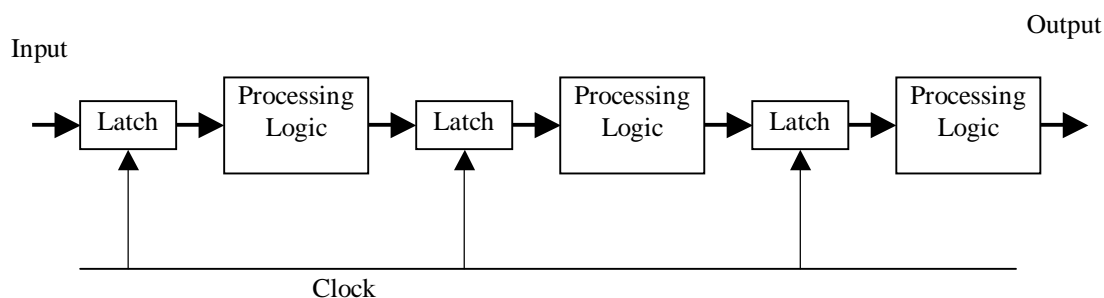 Output
Input
Latch
Processing
Logic
Latch
Processing
Logic
Latch
Processing
Logic
Clock